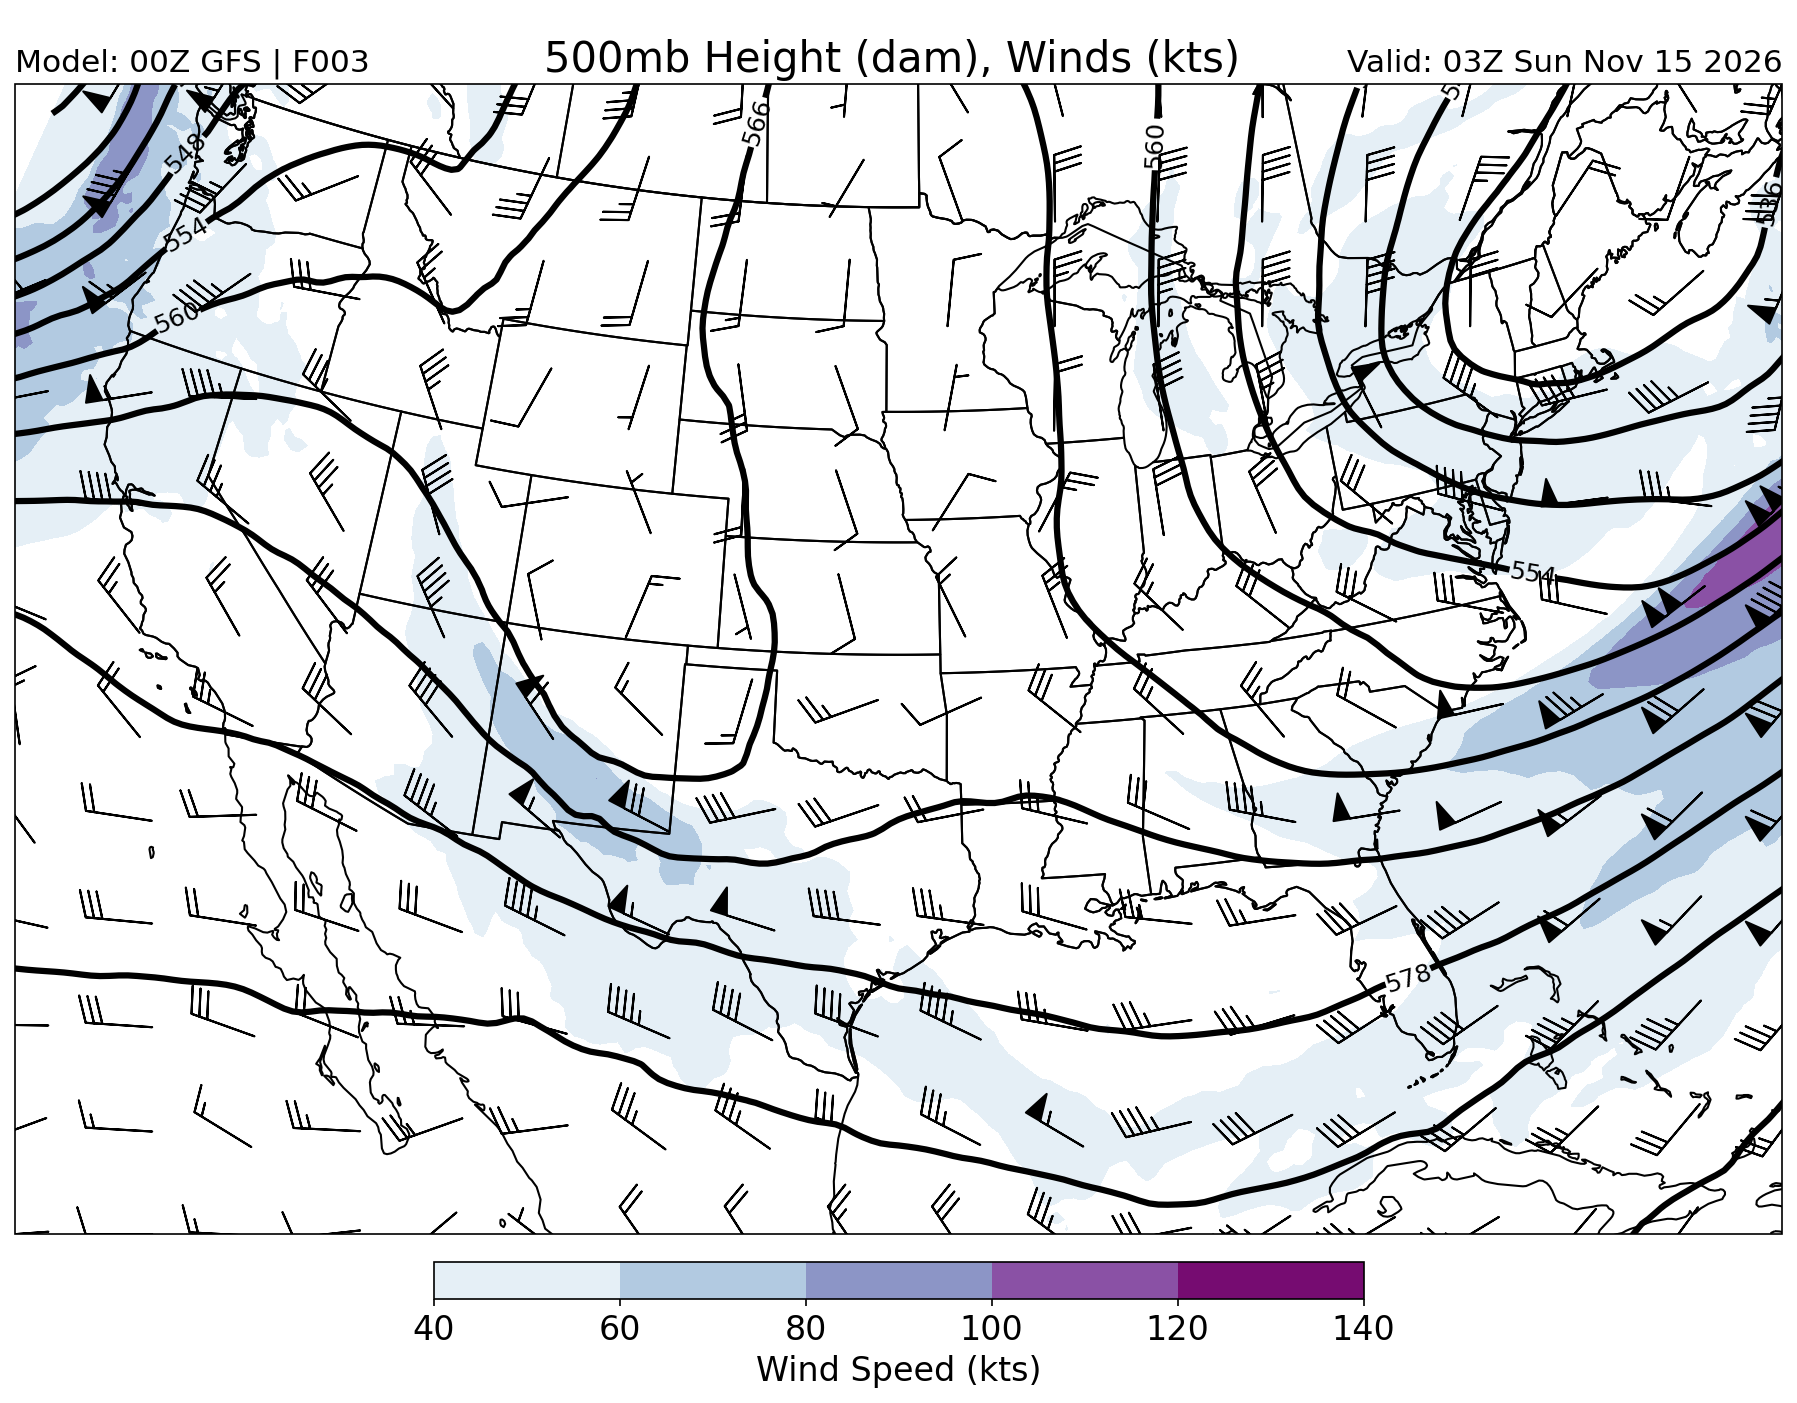 Model: 00Z GFS | F003
500mb Height (dam), Winds (kts)
Valid: 03Z Sun Nov 15 2026
566
560
548
554
560
536
554
578
40 60 80 100 120 140
Wind Speed (kts)